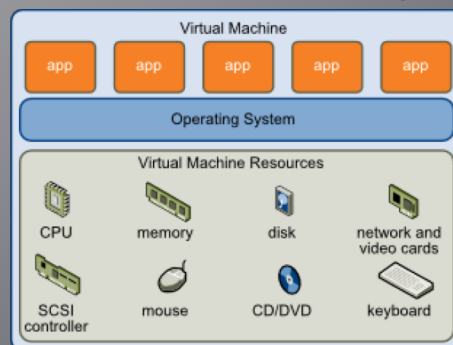 Virtual Machine
app app app app app
Operating System
Virtual Machine Resources
CPU memory disk network and
video cards
SCSI mouse CD/DVD keyboard
controller